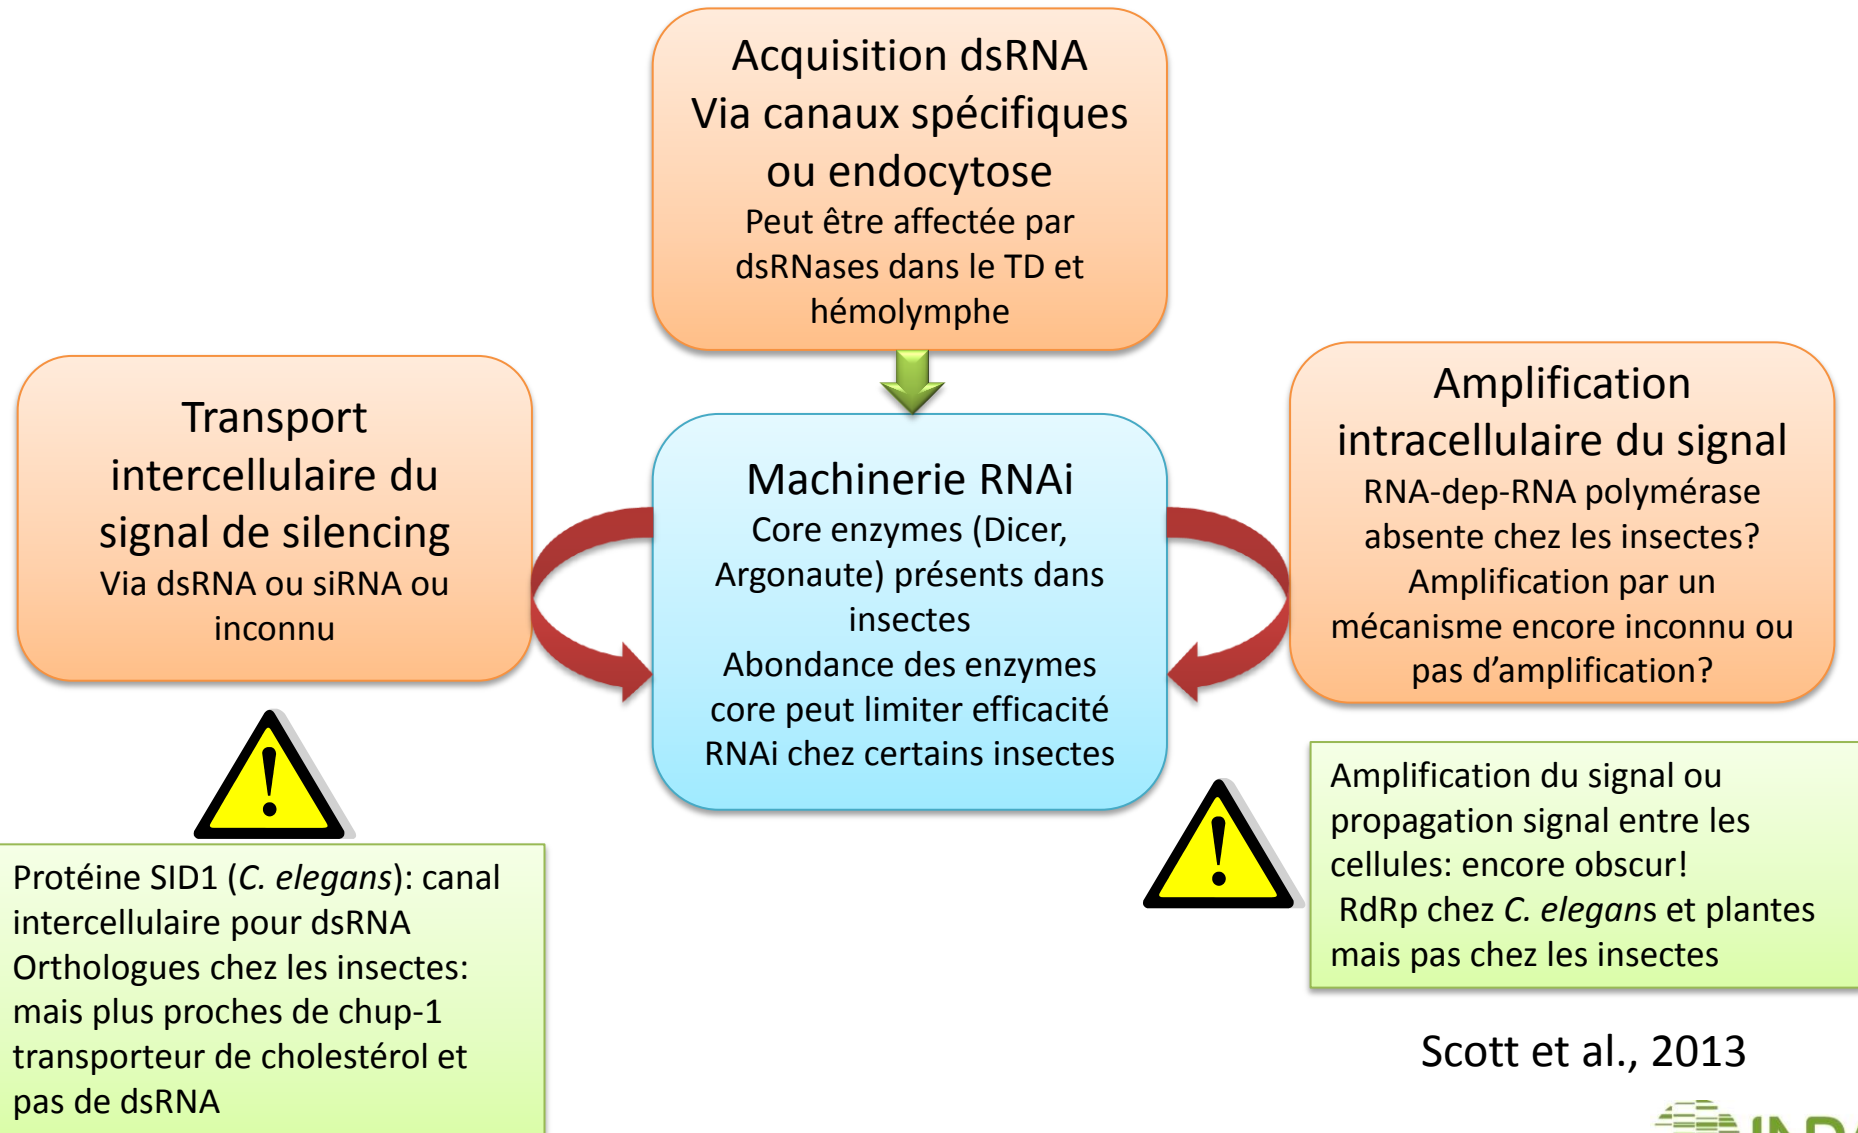 Acquisition dsRNA
Via canaux spécifiques
ou endocytose
Peut être affectée par
dsRNases dans le TD et
hémolymphe
Transport
intercellulaire du
signal de silencing
Via dsRNA ou siRNA ou
inconnu
Machinerie RNAi
Core enzymes (Dicer,
Argonaute) présents dans
insectes
Abondance des enzymes
core peut limiter efficacité
RNAi chez certains insectes
Amplification
intracellulaire du signal
RNA-dep-RNA polymérase
absente chez les insectes?
Amplification par un
mécanisme encore inconnu ou
pas d'amplification?
!
Protéine SID1 (C. elegans): canal
intercellulaire pour dsRNA
Orthologues chez les insectes:
mais plus proches de chup-1
transporteur de cholestérol et
pas de dsRNA
!
Amplification du signal ou
propagation signal entre les
cellules: encore obscur!
RdRp chez C. elegans et plantes
mais pas chez les insectes
Scott et al., 2013